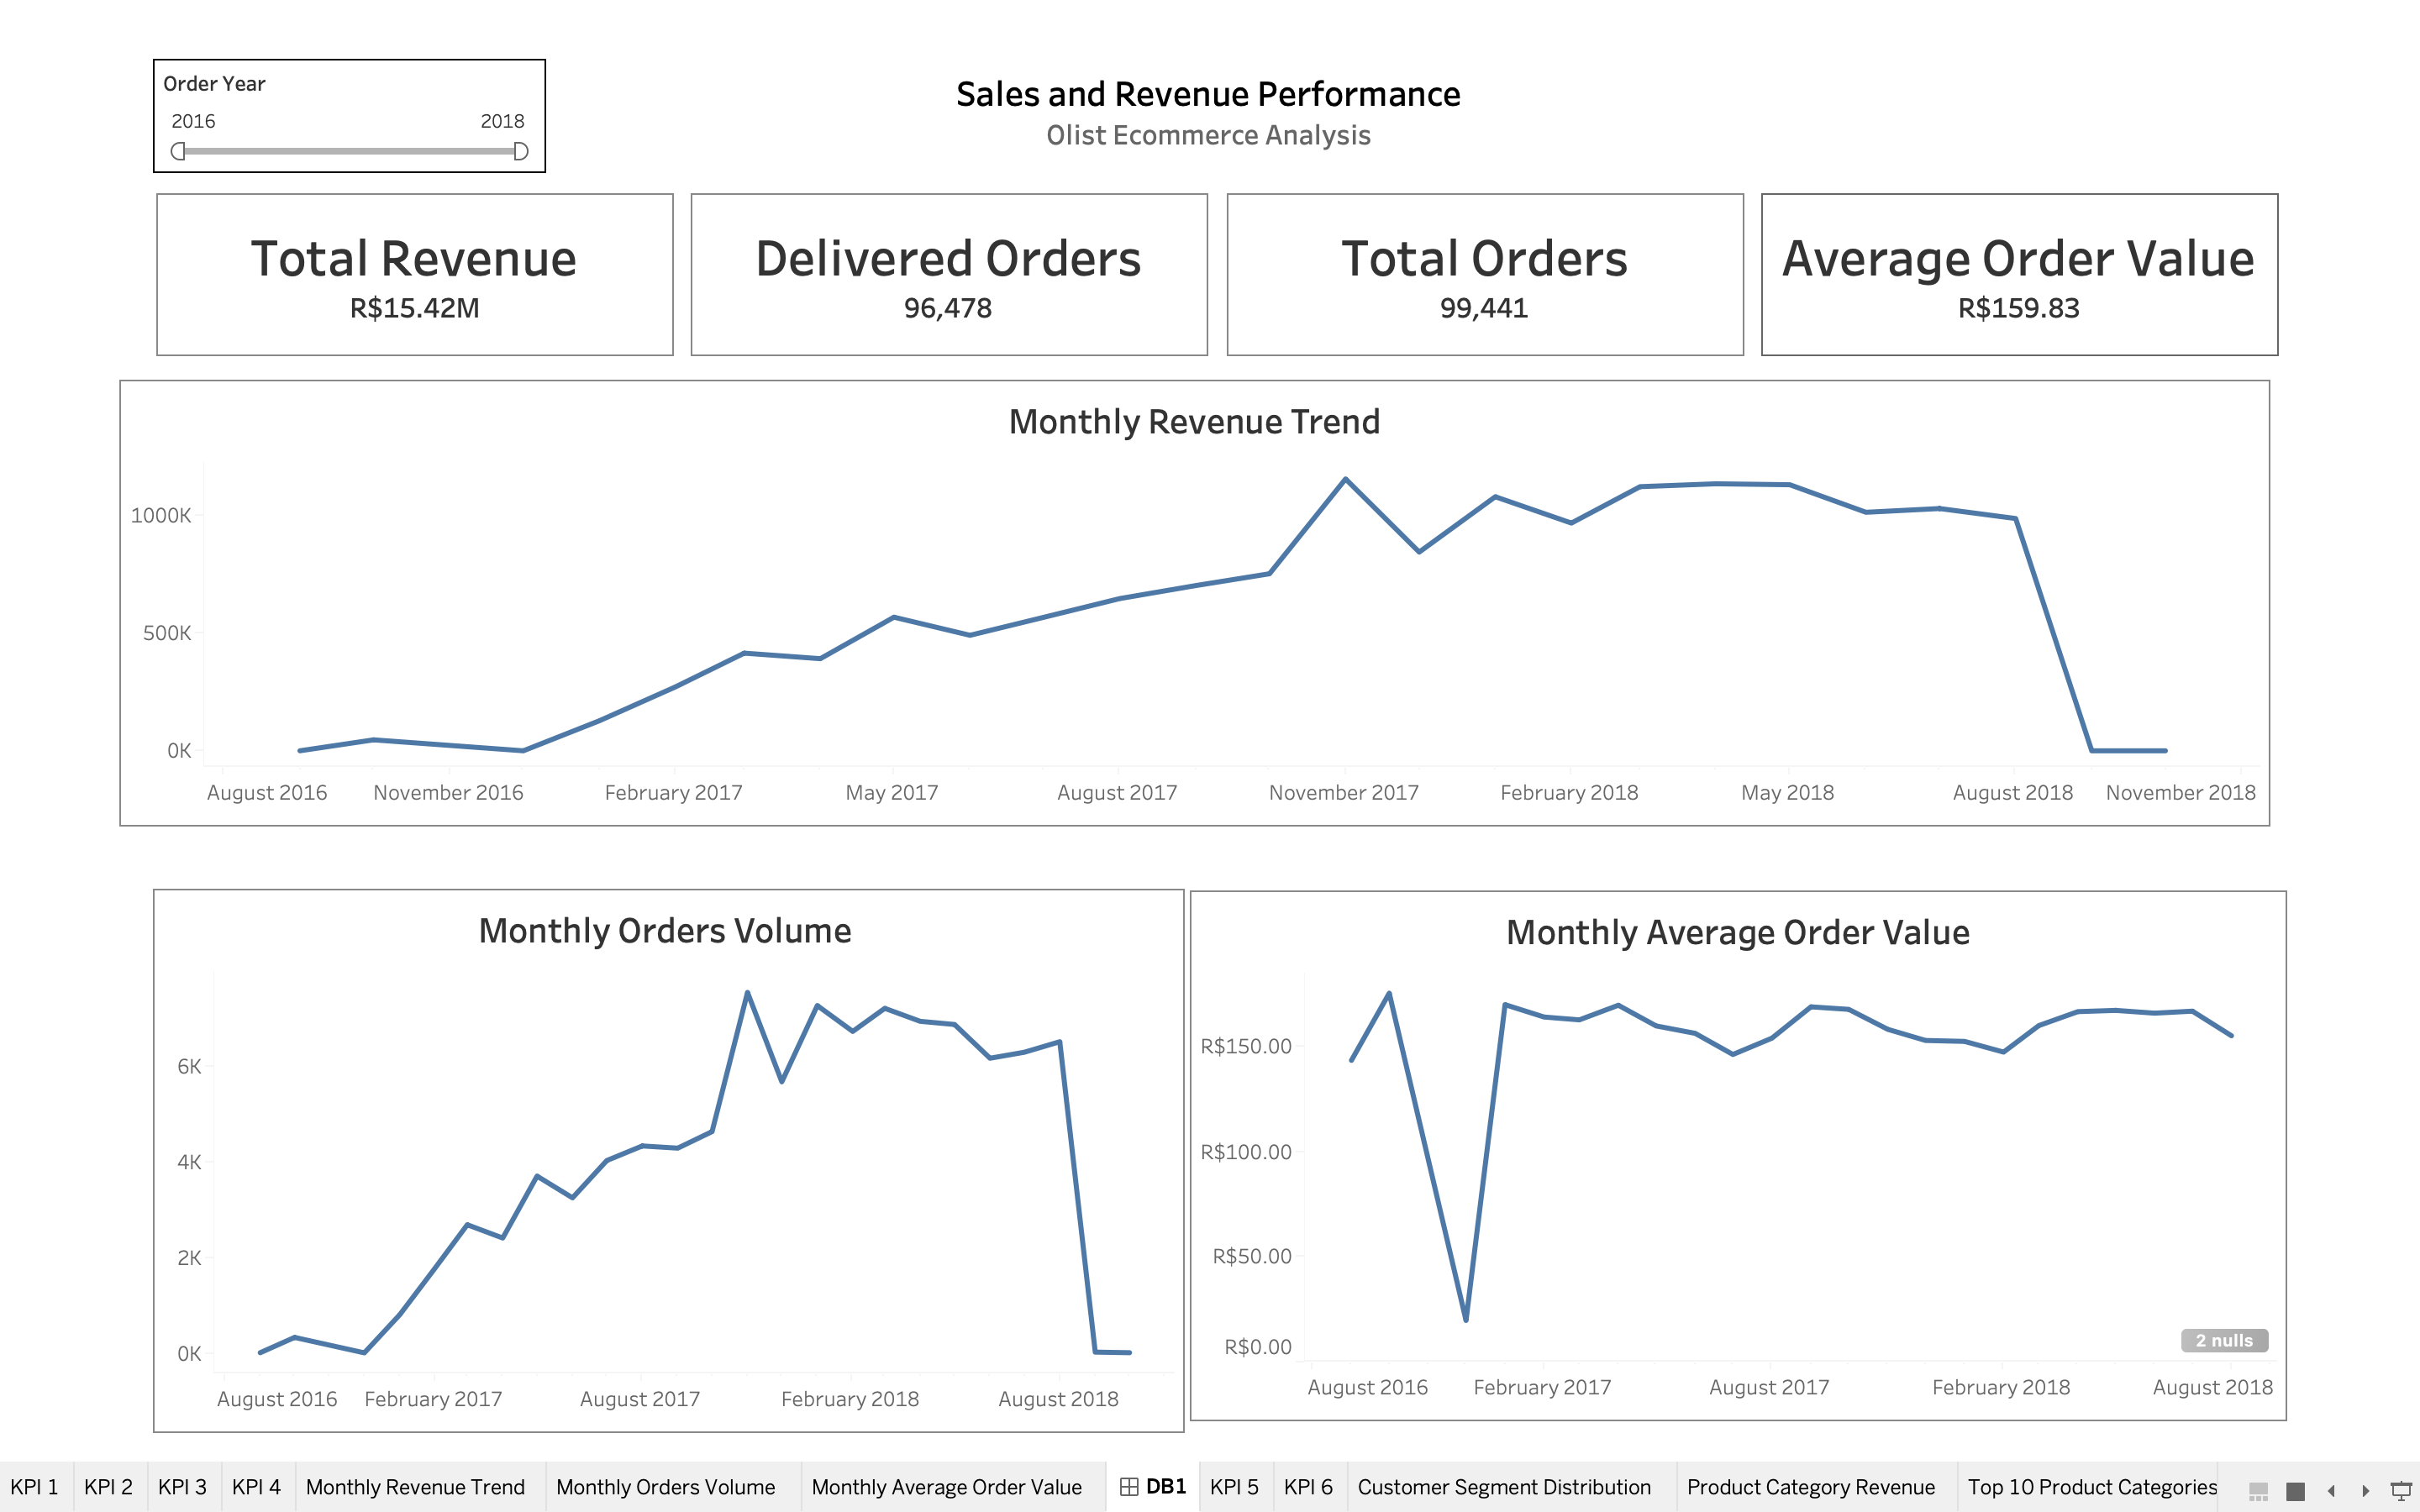 Order Year
2016 2018
Sales and Revenue Performance
Olist Ecommerce Analysis
Total Revenue
R$15.42M
Delivered Orders
96,478
Total Orders
99,441
Average Order Value
R$159.83
Monthly Revenue Trend
1000K
500K
0K
August 2016 November 2016 February 2017 May 2017 August 2017 November 2017 February 2018 May 2018 August 2018 November 2018
Monthly Orders Volume
6K
4K
2K
0K
August 2016 February 2017 August 2017 February 2018 August 2018
Monthly Average Order Value
R$150.00
R$100.00
R$50.00
R$0.00
2 nulls
August 2016 February 2017 August 2017 February 2018 August 2018
KPI 1 KPI 2 KPI 3 KPI 4 Monthly Revenue Trend Monthly Orders Volume Monthly Average Order Value DB1 KPI 5 KPI 6 Customer Segment Distribution Product Category Revenue Top 10 Product Categories